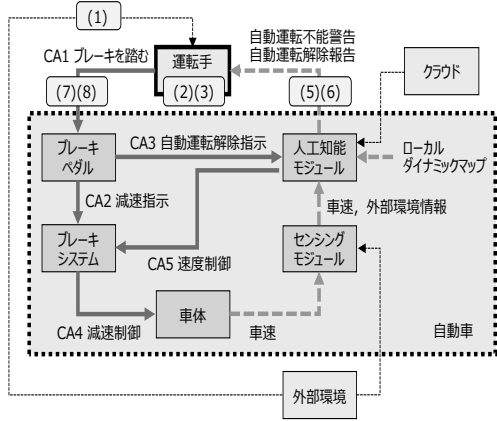 (1)
自動運転不能警告
自動運転解除報告
CA1 ブレーキを踏む
運転手
クラウド
(7)(8)
(2)(3)
(5)(6)
ブレーキ
ペダル
CA3 自動運転解除指示
人工知能
モジュール
ローカル
ダイナミックマップ
CA2 減速指示
車速，外部環境情報
ブレーキ
システム
CA5 速度制御
センシング
モジュール
CA4 減速制御
車体
車速
自動車
外部環境